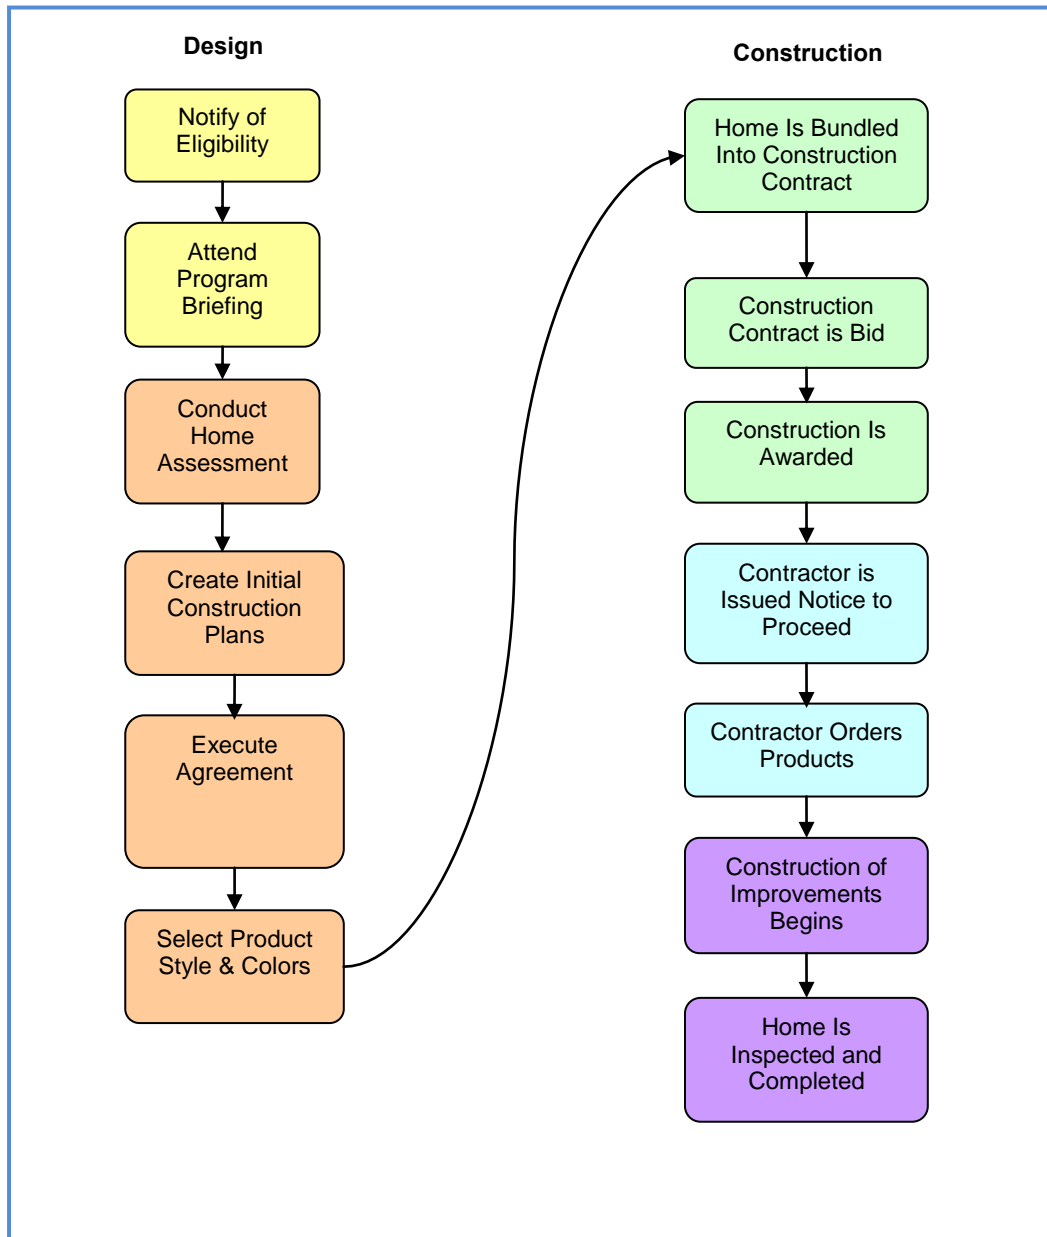 Design
Notify of
Eligibility
Attend
Program
Briefing
Conduct
Home
Assessment
Create Initial
Construction
Plans
Execute
Agreement
Select Product
Style & Colors
Construction
Home Is Bundled
Into Construction
Contract
Construction
Contract is Bid
Construction Is
Awarded
Contractor is
Issued Notice to
Proceed
Contractor Orders
Products
Construction of
Improvements
Begins
Home Is
Inspected and
Completed